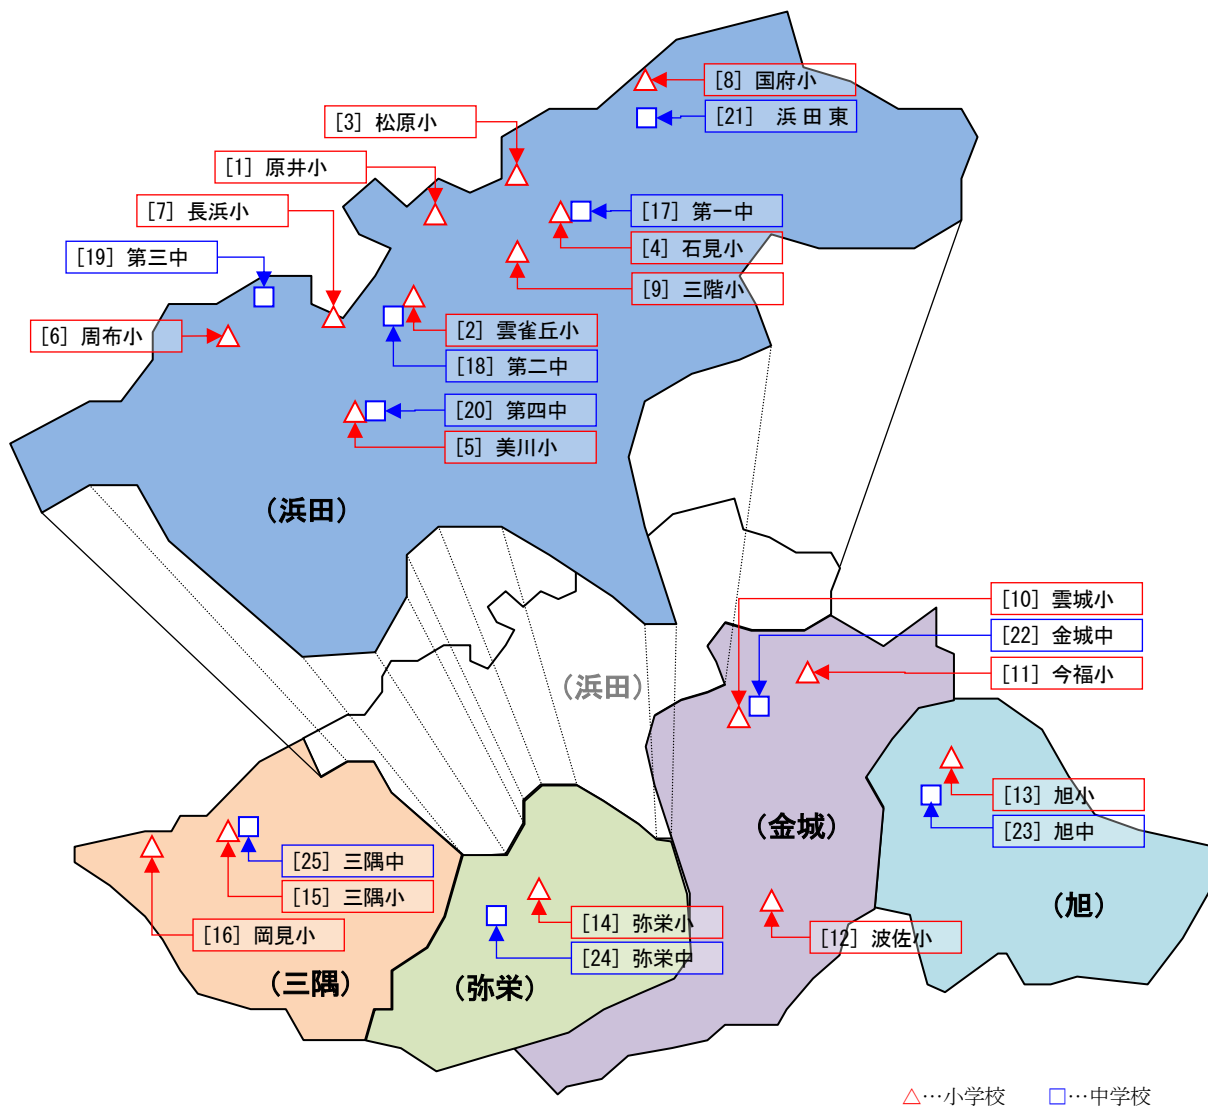 [8] 国府小
[21] 浜田東
[3] 松原小
[1] 原井小
[7] 長浜小
[17] 第一中
[4] 石見小
[19] 第三中
[9] 三階小
[6] 周布小
[2] 雲雀丘小
[18] 第二中
[20] 第四中
[5] 美川小
(浜田)
[10] 雲城小
[22] 金城中
[11] 今福小
(浜田)
[13] 旭小
[23] 旭中
(金城)
[25] 三隅中
[15] 三隅小
(旭)
[14] 弥栄小
[16] 岡見小
[12] 波佐小
[24] 弥栄中
(三隅)
(弥栄)
△…小学校 □…中学校